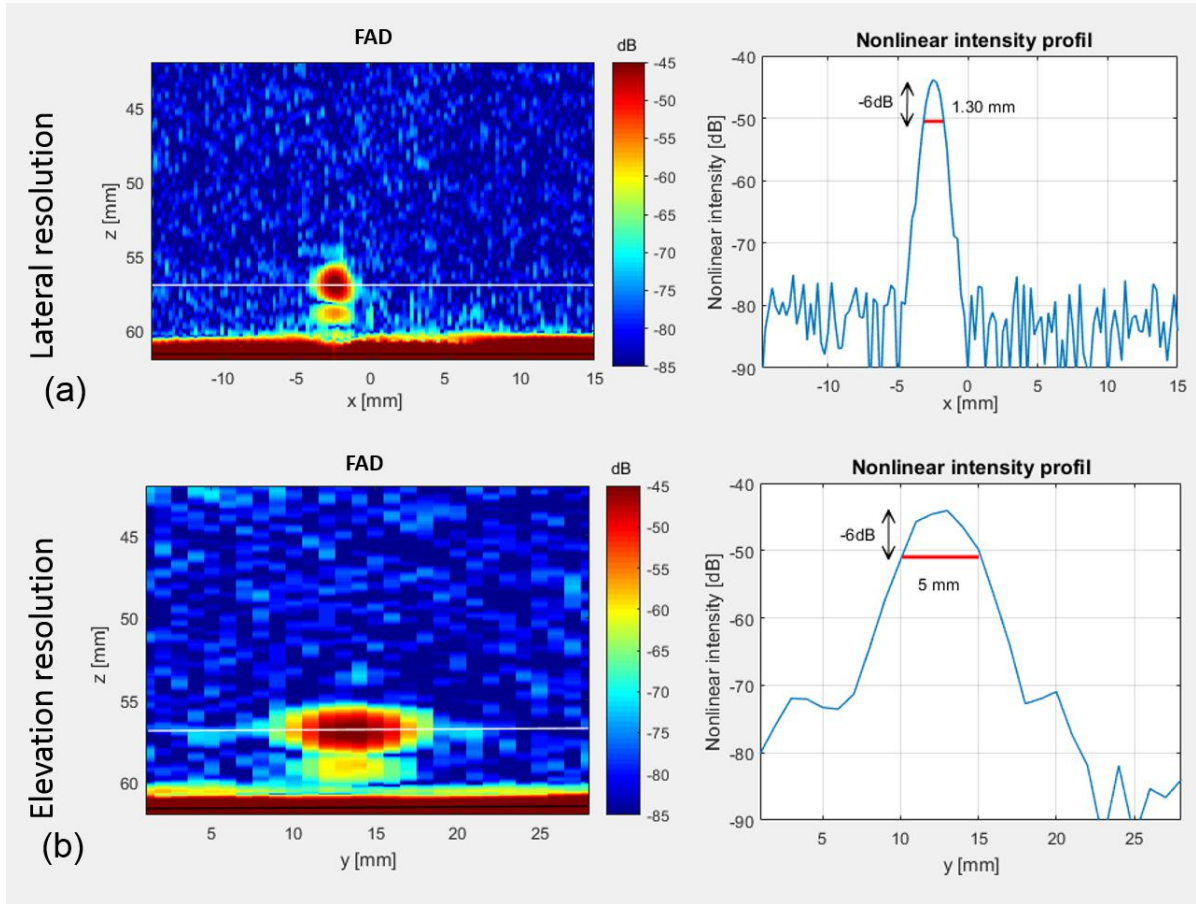 Lateral resolution
(a)
FAD
dB
z [mm]
45
50
55
60
-10
-5
0
5
10
15
x [mm]
-45
-50
-55
-60
-65
-70
-75
-80
-85
Nonlinear intensity profil
Nonlinear intensity [dB]
-40
-50
-60
-70
-80
-90
-6dB
1.30 mm
-10
-5
0
5
10
15
x [mm]
Elevation resolution
(b)
FAD
dB
z [mm]
45
50
55
60
5
10
15
20
25
y [mm]
-45
-50
-55
-60
-65
-70
-75
-80
-85
Nonlinear intensity profil
Nonlinear intensity [dB]
-40
-50
-60
-70
-80
-90
-6dB
5 mm
5
10
15
20
25
y [mm]